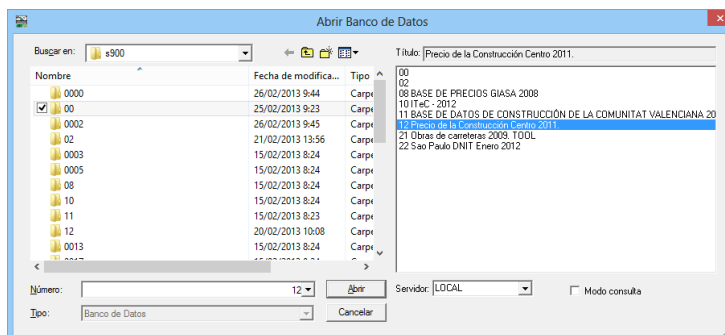 Abrir Banco de Datos
Buscar en: s900
Título: Precio de la Construcción Centro 2011.
Nombre Fecha de modifica... Tipo
0000 26/02/2013 9:44 Carpe
00 25/02/2013 9:23 Carpe
0002 26/02/2013 9:45 Carpe
02 21/02/2013 13:56 Carpe
0003 15/02/2013 8:24 Carpe
0005 15/02/2013 8:24 Carpe
08 15/02/2013 8:24 Carpe
10 15/02/2013 8:24 Carpe
11 15/02/2013 8:23 Carpe
12 20/02/2013 10:08 Carpe
0013 15/02/2013 8:24 Carpe
00
02
08 BASE DE PRECIOS GIASA 2008
10 ITeC - 2012
11 BASE DE DATOS DE CONSTRUCCIÓN DE LA COMUNITAT VALENCIANA 20
12 Precio de la Construcción Centro 2011.
21 Obras de carreteras 2009. TOOL
22 Sao Paulo DNIT Enero 2012
Número: 12 Abrir
Servidor: LOCAL Modo consulta
Tipo: Banco de Datos Cancelar